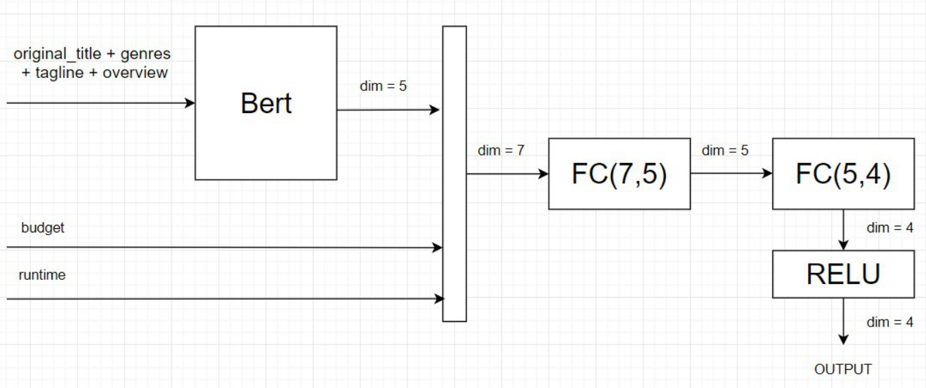 original_title + genres
+ tagline + overview
Bert
dim = 5
budget
runtime
dim = 7
FC(7,5)
dim = 5
FC(5,4)
dim = 4
RELU
dim = 4
OUTPUT